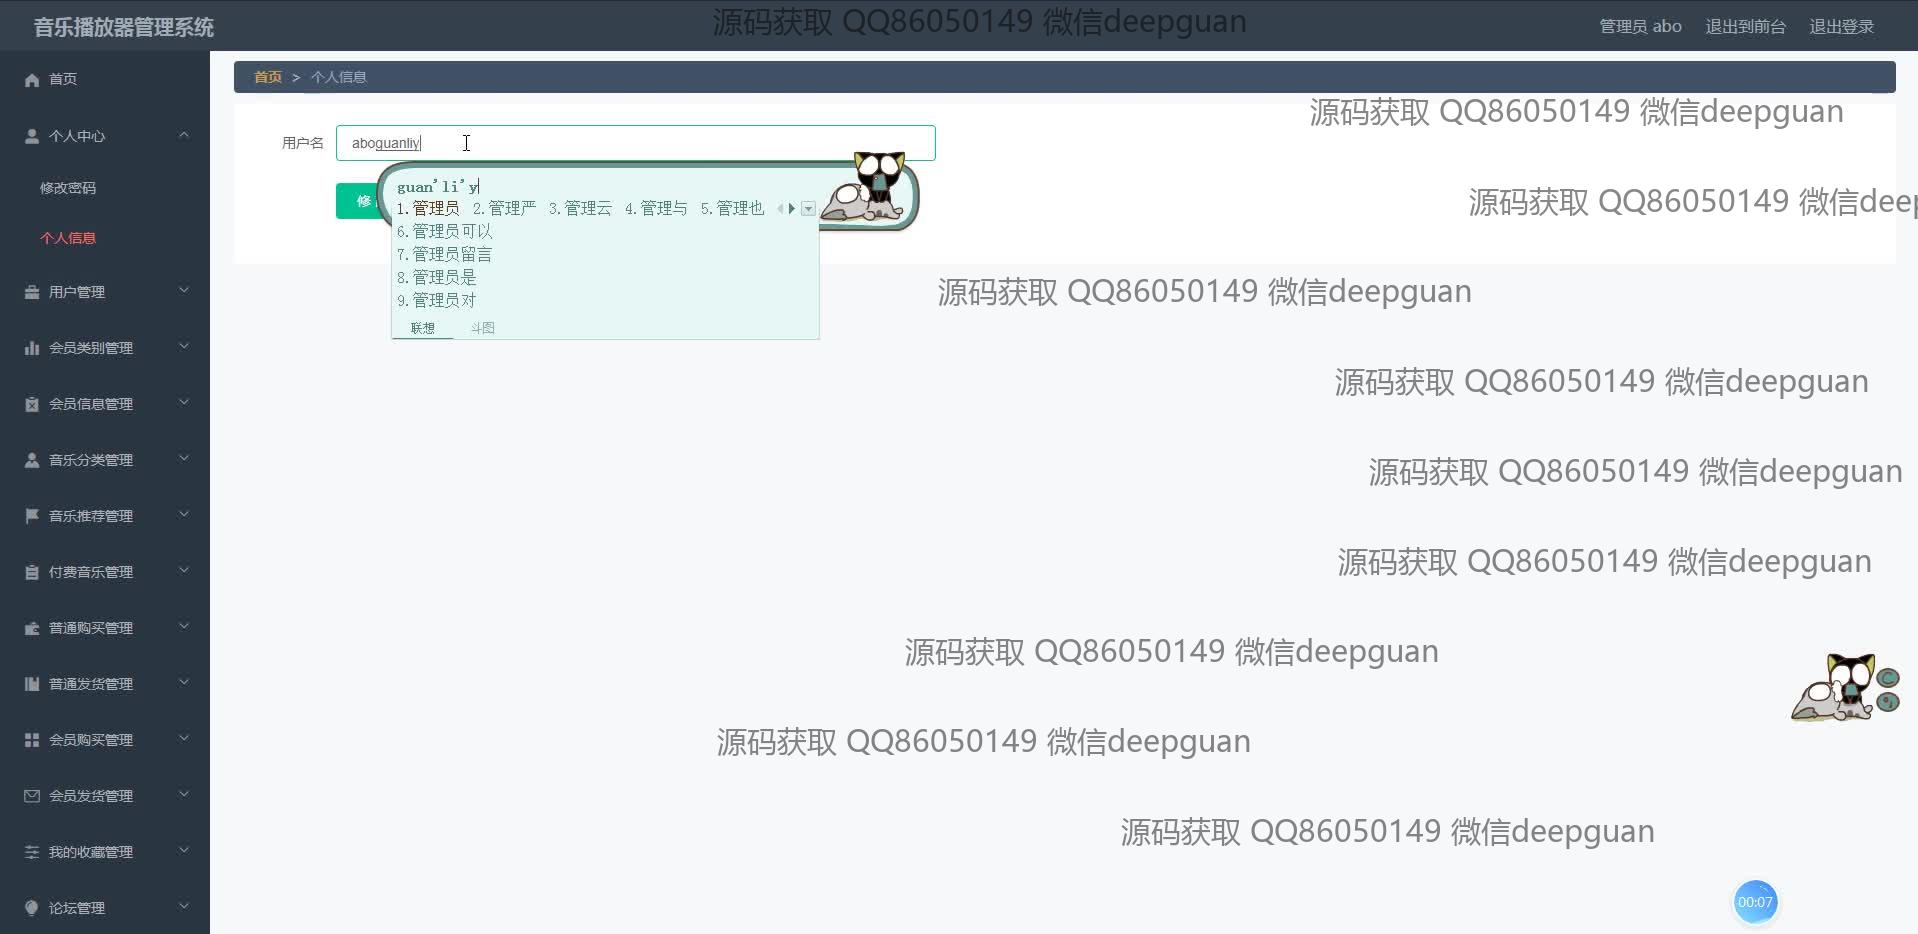 音乐播放器管理系统
源码获取 QQ86050149 微信deepguan
管理员 abo 退出到前台 退出登录
首页
个人中心
修改密码
个人信息
用户管理
会员类别管理
会员信息管理
音乐分类管理
音乐推荐管理
付费音乐管理
普通购买管理
普通发货管理
会员购买管理
会员发货管理
我的收藏管理
论坛管理
首页 > 个人信息
源码获取 QQ86050149 微信deepguan
用户名 aboguanliy
修
guan'li'y
1.管理员 2.管理严 3.管理云 4.管理与 5.管理也
6.管理员可以
7.管理员留言
8.管理员是
9.管理员对
联想 斗图
源码获取 QQ86050149 微信deep
源码获取 QQ86050149 微信deepguan
源码获取 QQ86050149 微信deepguan
源码获取 QQ86050149 微信deepguan
源码获取 QQ86050149 微信deepguan
源码获取 QQ86050149 微信deepguan
源码获取 QQ86050149 微信deepguan
源码获取 QQ86050149 微信deepguan
00:07